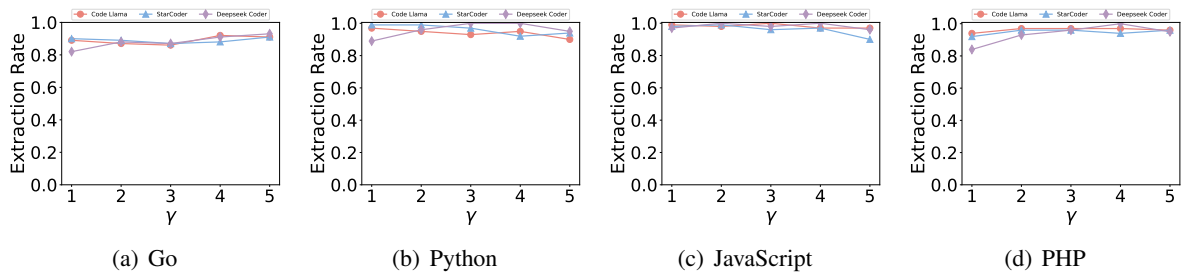 Code Llama StarCoder Deepseek Coder
1.0
0.8
0.6
0.4
0.2
0.0
Extraction Rate
1 2 3 4 5
γ
(a) Go
Code Llama StarCoder Deepseek Coder
1.0
0.8
0.6
0.4
0.2
0.0
Extraction Rate
1 2 3 4 5
γ
(b) Python
Code Llama StarCoder Deepseek Coder
1.0
0.8
0.6
0.4
0.2
0.0
Extraction Rate
1 2 3 4 5
γ
(c) JavaScript
Code Llama StarCoder Deepseek Coder
1.0
0.8
0.6
0.4
0.2
0.0
Extraction Rate
1 2 3 4 5
γ
(d) PHP